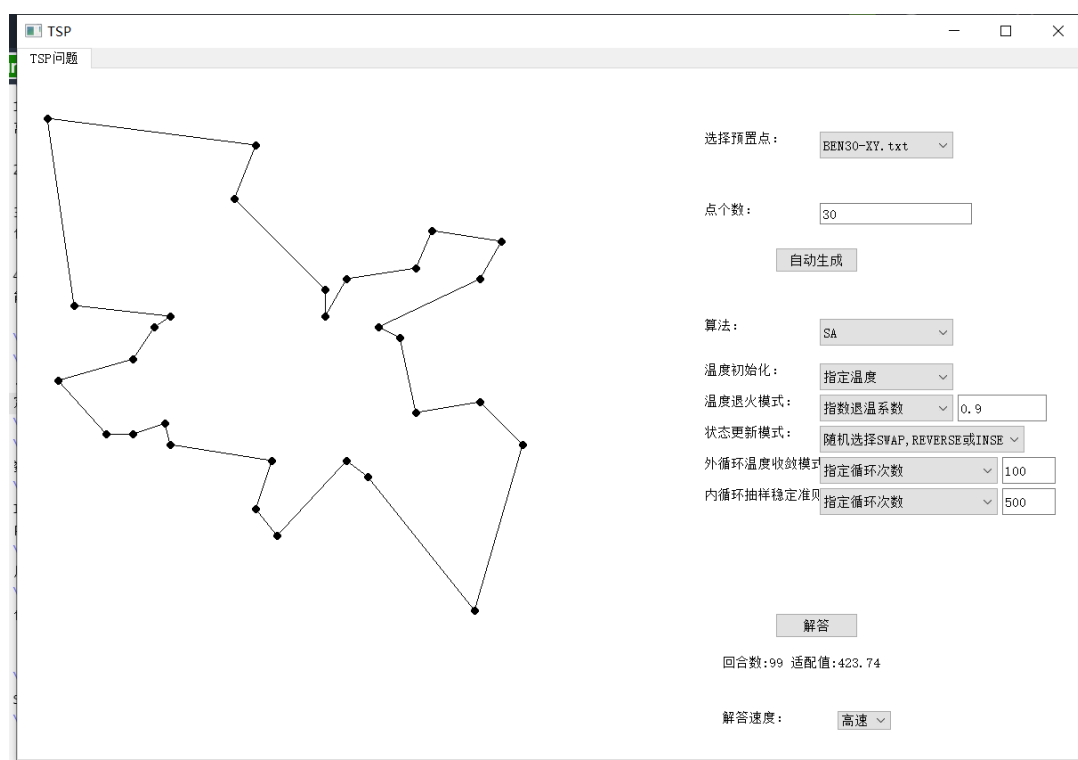 TSP
TSP问题
选择预置点: BEN30-XY.txt
点个数: 30
自动生成
算法: SA
温度初始化: 指定温度
温度退火模式: 指数退温系数 0.9
状态更新模式: 随机选择SWAP,REVERSE或INSE
外循环温度收敛模式 指定循环次数 100
内循环抽样稳定准则 指定循环次数 500
解答
回合数:99 适配值:423.74
解答速度: 高速